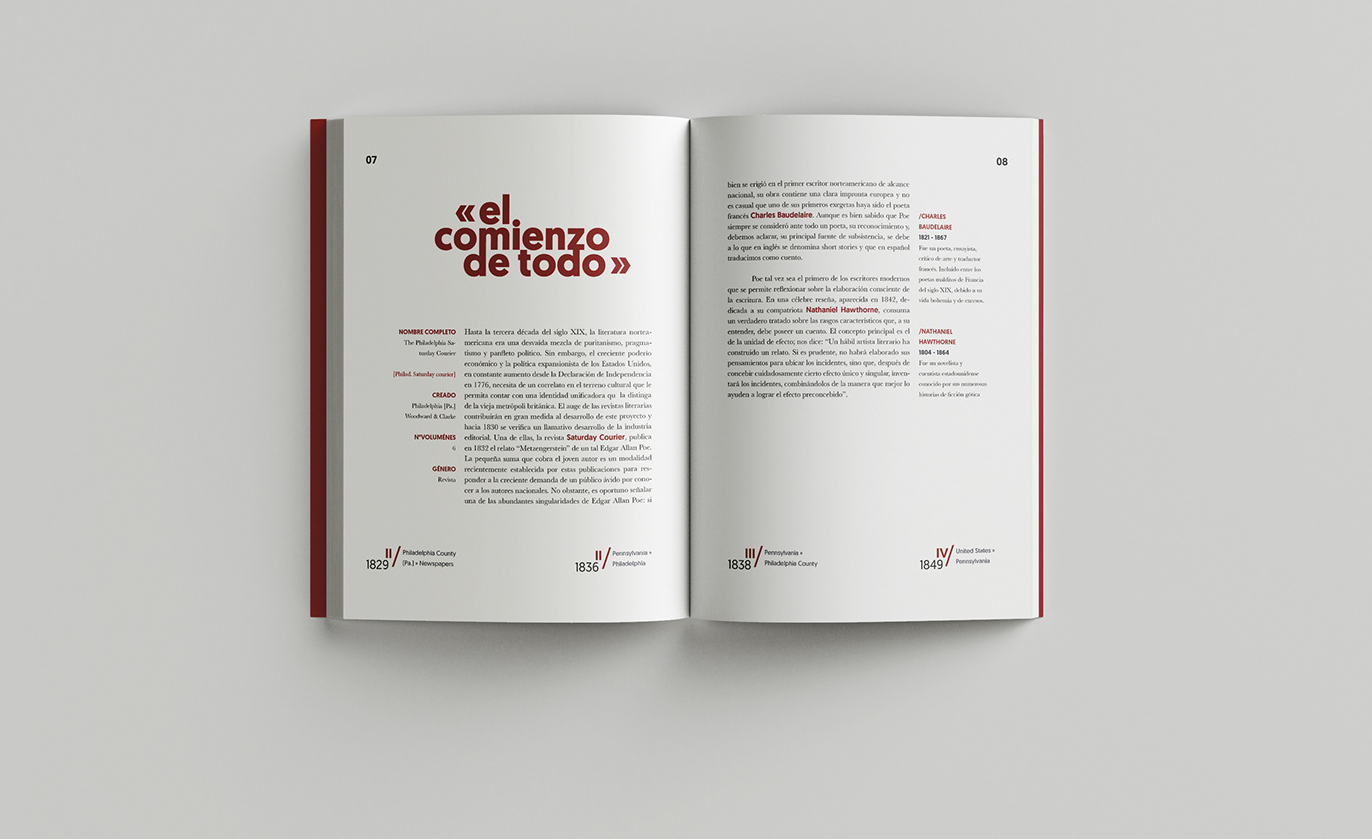 07
« el
comienzo
de todo »
NOMBRE COMPLETO
The Philadelphia Sa-
turday Courier
[Philad. Saturday courier]
CREADO
Philadelphia [Pa.]
Woodward & Clarke
NºVOLUMÉNES
6
GÉNERO
Revista
Hasta la tercera década del siglo XIX, la literatura nortea-
mericana era una desvaída mezcla de puritanismo, pragma-
tismo y panfleto político. Sin embargo, el creciente poderío
económico y la política expansionista de los Estados Unidos,
en constante aumento desde la Declaración de Independencia
en 1776, necesita de un correlato en el terreno cultural que le
permita contar con una identidad unificadora qu la distinga
de la vieja metrópoli británica. El auge de las revistas literarias
contribuirán en gran medida al desarrollo de este proyecto y
hacia 1830 se verifica un llamativo desarrollo de la industria
editorial. Una de ellas, la revista Saturday Courier, publica
en 1832 el relato “Metzengerstein” de un tal Edgar Allan Poe.
La pequeña suma que cobra el joven autor es un modalidad
recientemente establecida por estas publicaciones para res-
ponder a la creciente demanda de un público ávido por cono-
cer a los autores nacionales. No obstante, es oportuno señalar
una de las abundantes singularidades de Edgar Allan Poe: si
II/ Philadelphia County
1829 [Pa.] » Newspapers
II/ Pennsylvania »
1836 Philadelphia
08
bien se erigió en el primer escritor norteamericano de alcance
nacional, su obra contiene una clara impronta europea y no
es casual que uno de sus primeros exegetas haya sido el poeta
francés Charles Baudelaire. Aunque es bien sabido que Poe
siempre se consideró ante todo un poeta, su reconocimiento y,
debemos aclarar, su principal fuente de subsistencia, se debe
a lo que en inglés se denomina short stories y que en español
traducimos como cuento.
Poe tal vez sea el primero de los escritores modernos
que se permite reflexionar sobre la elaboración consciente de
la escritura. En una célebre reseña, aparecida en 1842, de-
dicada a su compatriota Nathaniel Hawthorne, consuma
un verdadero tratado sobre las rasgos característicos que, a su
entender, debe poseer un cuento. El concepto principal es el
de la unidad de efecto; nos dice: “Un hábil artista literario ha
construido un relato. Si es prudente, no habrá elaborado sus
pensamientos para ubicar los incidentes, sino que, después de
concebir cuidadosamente cierto efecto único y singular, inven-
tará los incidentes, combinándolos de la manera que mejor lo
ayuden a lograr el efecto preconcebido”.
/CHARLES
BAUDELAIRE
1821 - 1867
Fue un poeta, ensayista,
crítico de arte y traductor
francés. Incluido entre los
poetas malditos de Francia
del siglo XIX, debido a su
vida bohemia y de excesos.
/NATHANIEL
HAWTHORNE
1804 - 1864
Fue un novelista y
cuentista estadounidense
conocido por sus numerosas
historias de ficción gótica
III/ Pennsylvania »
1838 Philadelphia County
IV/ United States »
1849 Pennsylvania